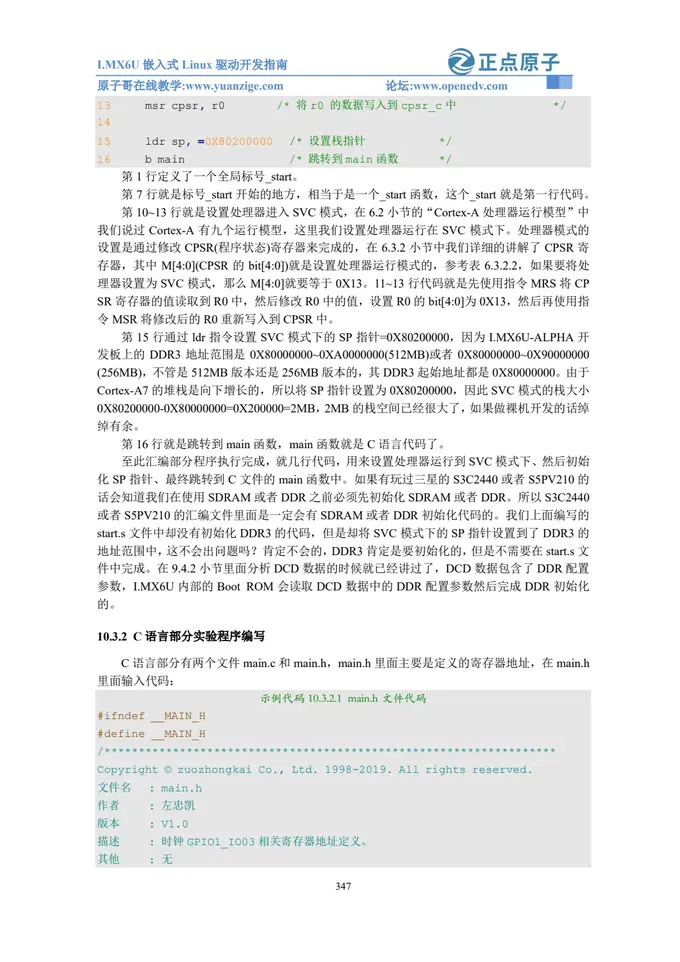 I.MX6U 嵌入式 Linux 驱动开发指南
正点原子
原子哥在线教学:www.yuanzige.com 论坛:www.openedv.com
13 msr cpsr, r0 /* 将 r0 的数据写入到 cpsr_c 中 */
14
15 ldr sp, =0X80200000 /* 设置栈指针 */
16 b main /* 跳转到 main 函数 */
第 1 行定义了一个全局标号_start。
第 7 行就是标号_start 开始的地方，相当于是一个_start 函数，这个_start 就是第一行代码。
第 10~13 行就是设置处理器进入 SVC 模式，在 6.2 小节的“Cortex-A 处理器运行模型”中
我们说过 Cortex-A 有九个运行模型，这里我们设置处理器运行在 SVC 模式下。处理器模式的
设置是通过修改 CPSR(程序状态)寄存器来完成的，在 6.3.2 小节中我们详细的讲解了 CPSR 寄
存器，其中 M[4:0](CPSR 的 bit[4:0])就是设置处理器运行模式的，参考表 6.3.2.2，如果要将处
理器设置为 SVC 模式，那么 M[4:0]就要等于 0X13。11~13 行代码就是先使用指令 MRS 将 CP
SR 寄存器的值读取到 R0 中，然后修改 R0 中的值，设置 R0 的 bit[4:0]为 0X13，然后再使用指
令 MSR 将修改后的 R0 重新写入到 CPSR 中。
第 15 行通过 ldr 指令设置 SVC 模式下的 SP 指针=0X80200000，因为 I.MX6U-ALPHA 开
发板上的 DDR3 地址范围是 0X80000000~0XA0000000(512MB)或者 0X80000000~0X90000000
(256MB)，不管是 512MB 版本还是 256MB 版本的，其 DDR3 起始地址都是 0X80000000。由于
Cortex-A7 的堆栈是向下增长的，所以将 SP 指针设置为 0X80200000，因此 SVC 模式的栈大小
0X80200000-0X80000000=0X200000=2MB，2MB 的栈空间已经很大了，如果做裸机开发的话绰
绰有余。
第 16 行就是跳转到 main 函数，main 函数就是 C 语言代码了。
至此汇编部分程序执行完成，就几行代码，用来设置处理器运行到 SVC 模式下、然后初始
化 SP 指针、最终跳转到 C 文件的 main 函数中。如果有玩过三星的 S3C2440 或者 S5PV210 的
话会知道我们在使用 SDRAM 或者 DDR 之前必须先初始化 SDRAM 或者 DDR。所以 S3C2440
或者 S5PV210 的汇编文件里面是一定会有 SDRAM 或者 DDR 初始化代码的。我们上面编写的
start.s 文件中却没有初始化 DDR3 的代码，但是却将 SVC 模式下的 SP 指针设置到了 DDR3 的
地址范围中，这不会出问题吗？肯定不会的，DDR3 肯定是要初始化的，但是不需要在 start.s 文
件中完成。在 9.4.2 小节里面分析 DCD 数据的时候就已经讲过了，DCD 数据包含了 DDR 配置
参数，I.MX6U 内部的 Boot ROM 会读取 DCD 数据中的 DDR 配置参数然后完成 DDR 初始化
的。
10.3.2 C 语言部分实验程序编写
C 语言部分有两个文件 main.c 和 main.h，main.h 里面主要是定义的寄存器地址，在 main.h
里面输入代码：
示例代码 10.3.2.1 main.h 文件代码
#ifndef __MAIN_H
#define __MAIN_H
/******************************************************************
Copyright © zuozhongkai Co., Ltd. 1998-2019. All rights reserved.
文件名 : main.h
作者 : 左忠凯
版本 : V1.0
描述 : 时钟 GPIO1_IO03 相关寄存器地址定义。
其他 : 无
347